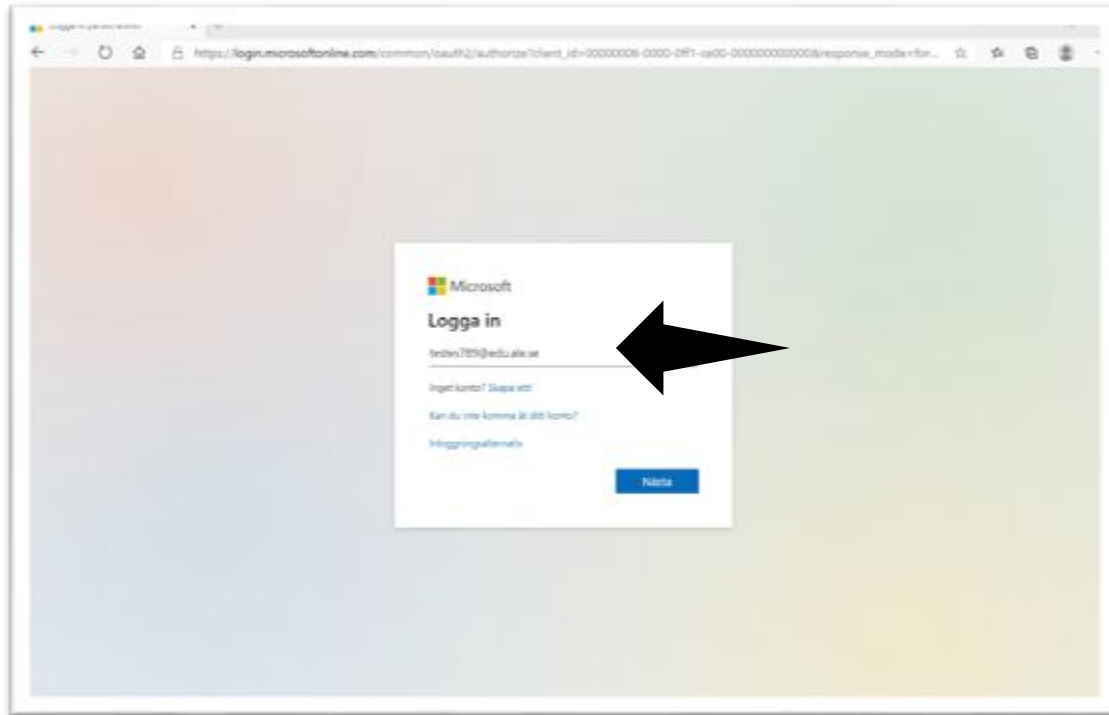 https://login.microsoftonline.com/common/oauth2/authorize?client_id=00000006-0000-0ff1-ce00-000000000000&response_mode=for...
Microsoft
Logga in
testes789@edu.ale.se
Inget konto? Skapa ett!
Kan du inte komma åt ditt konto?
Inloggningsalternativ
Nästa